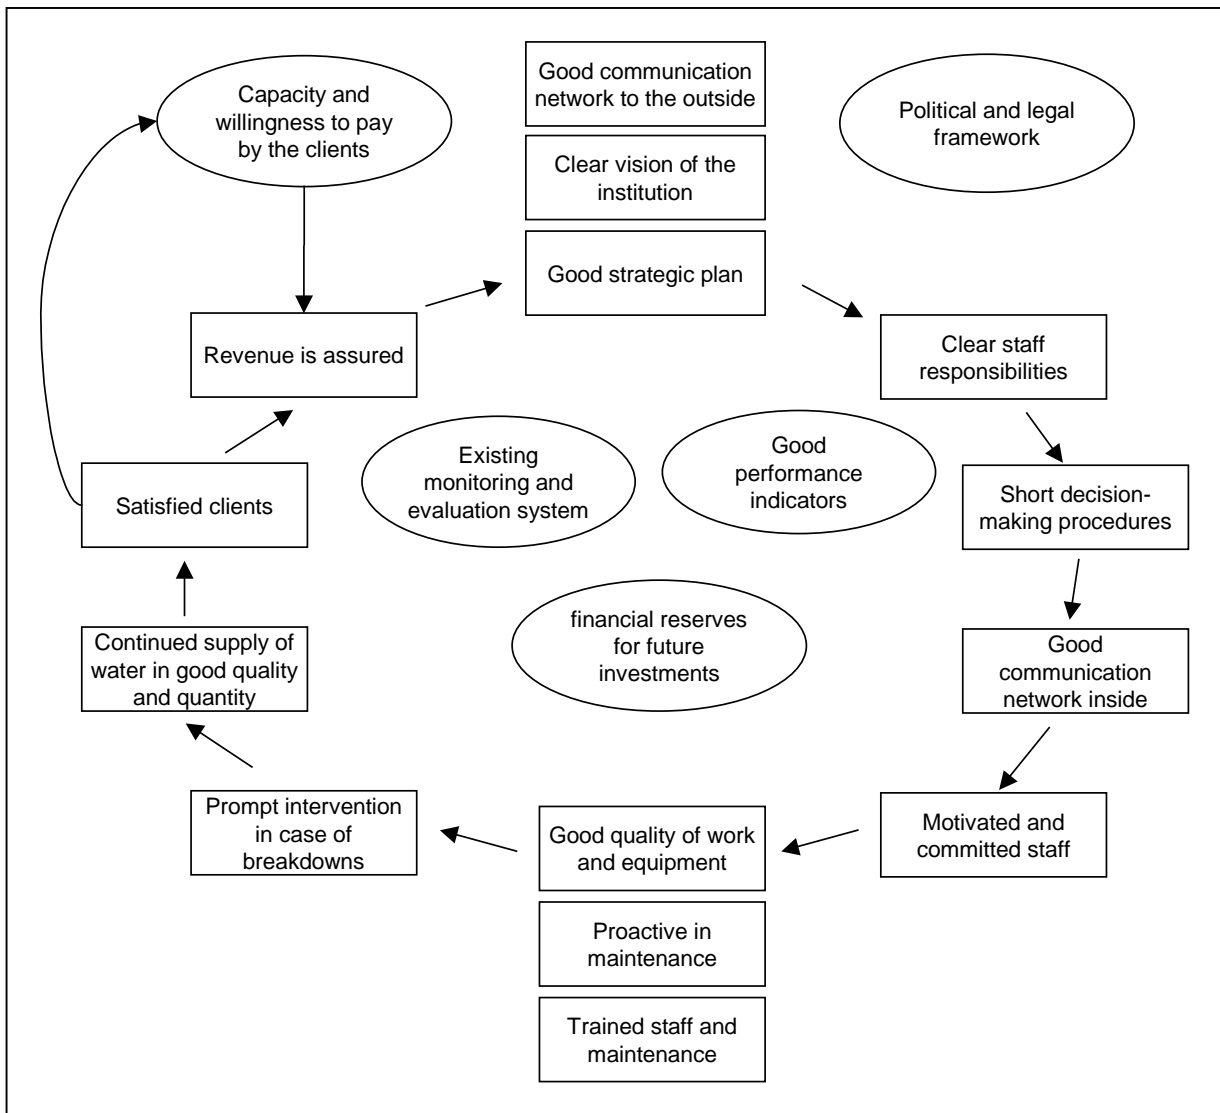 Good communication
network to the outside
Capacity and
willingness to pay
by the clients
Political and legal
framework
Clear vision of the
institution
Good strategic plan
Revenue is assured
Clear staff
responsibilities
Existing
monitoring and
evaluation system
Good
performance
indicators
Satisfied clients
Short decision-
making procedures
financial reserves
for future
investments
Continued supply of
water in good quality
and quantity
Good
communication
network inside
Prompt intervention
in case of
breakdowns
Good quality of work
and equipment
Motivated and
committed staff
Proactive in
maintenance
Trained staff and
maintenance